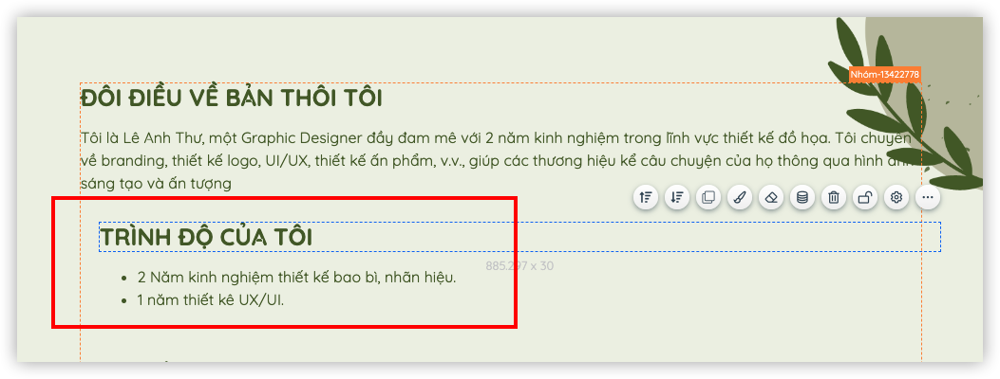 Nhóm-13422778
ĐÔI ĐIỀU VỀ BẢN THÔI TÔI
Tôi là Lê Anh Thư, một Graphic Designer đầy đam mê với 2 năm kinh nghiệm trong lĩnh vực thiết kế đồ họa. Tôi chuyên
về branding, thiết kế logo, UI/UX, thiết kế ấn phẩm, v.v., giúp các thương hiệu kể câu chuyện của họ thông qua hình ảnh
sáng tạo và ấn tượng
TRÌNH ĐỘ CỦA TÔI
885.297 x 30
• 2 Năm kinh nghiệm thiết kế bao bì, nhãn hiệu.
• 1 năm thiết kê UX/UI.